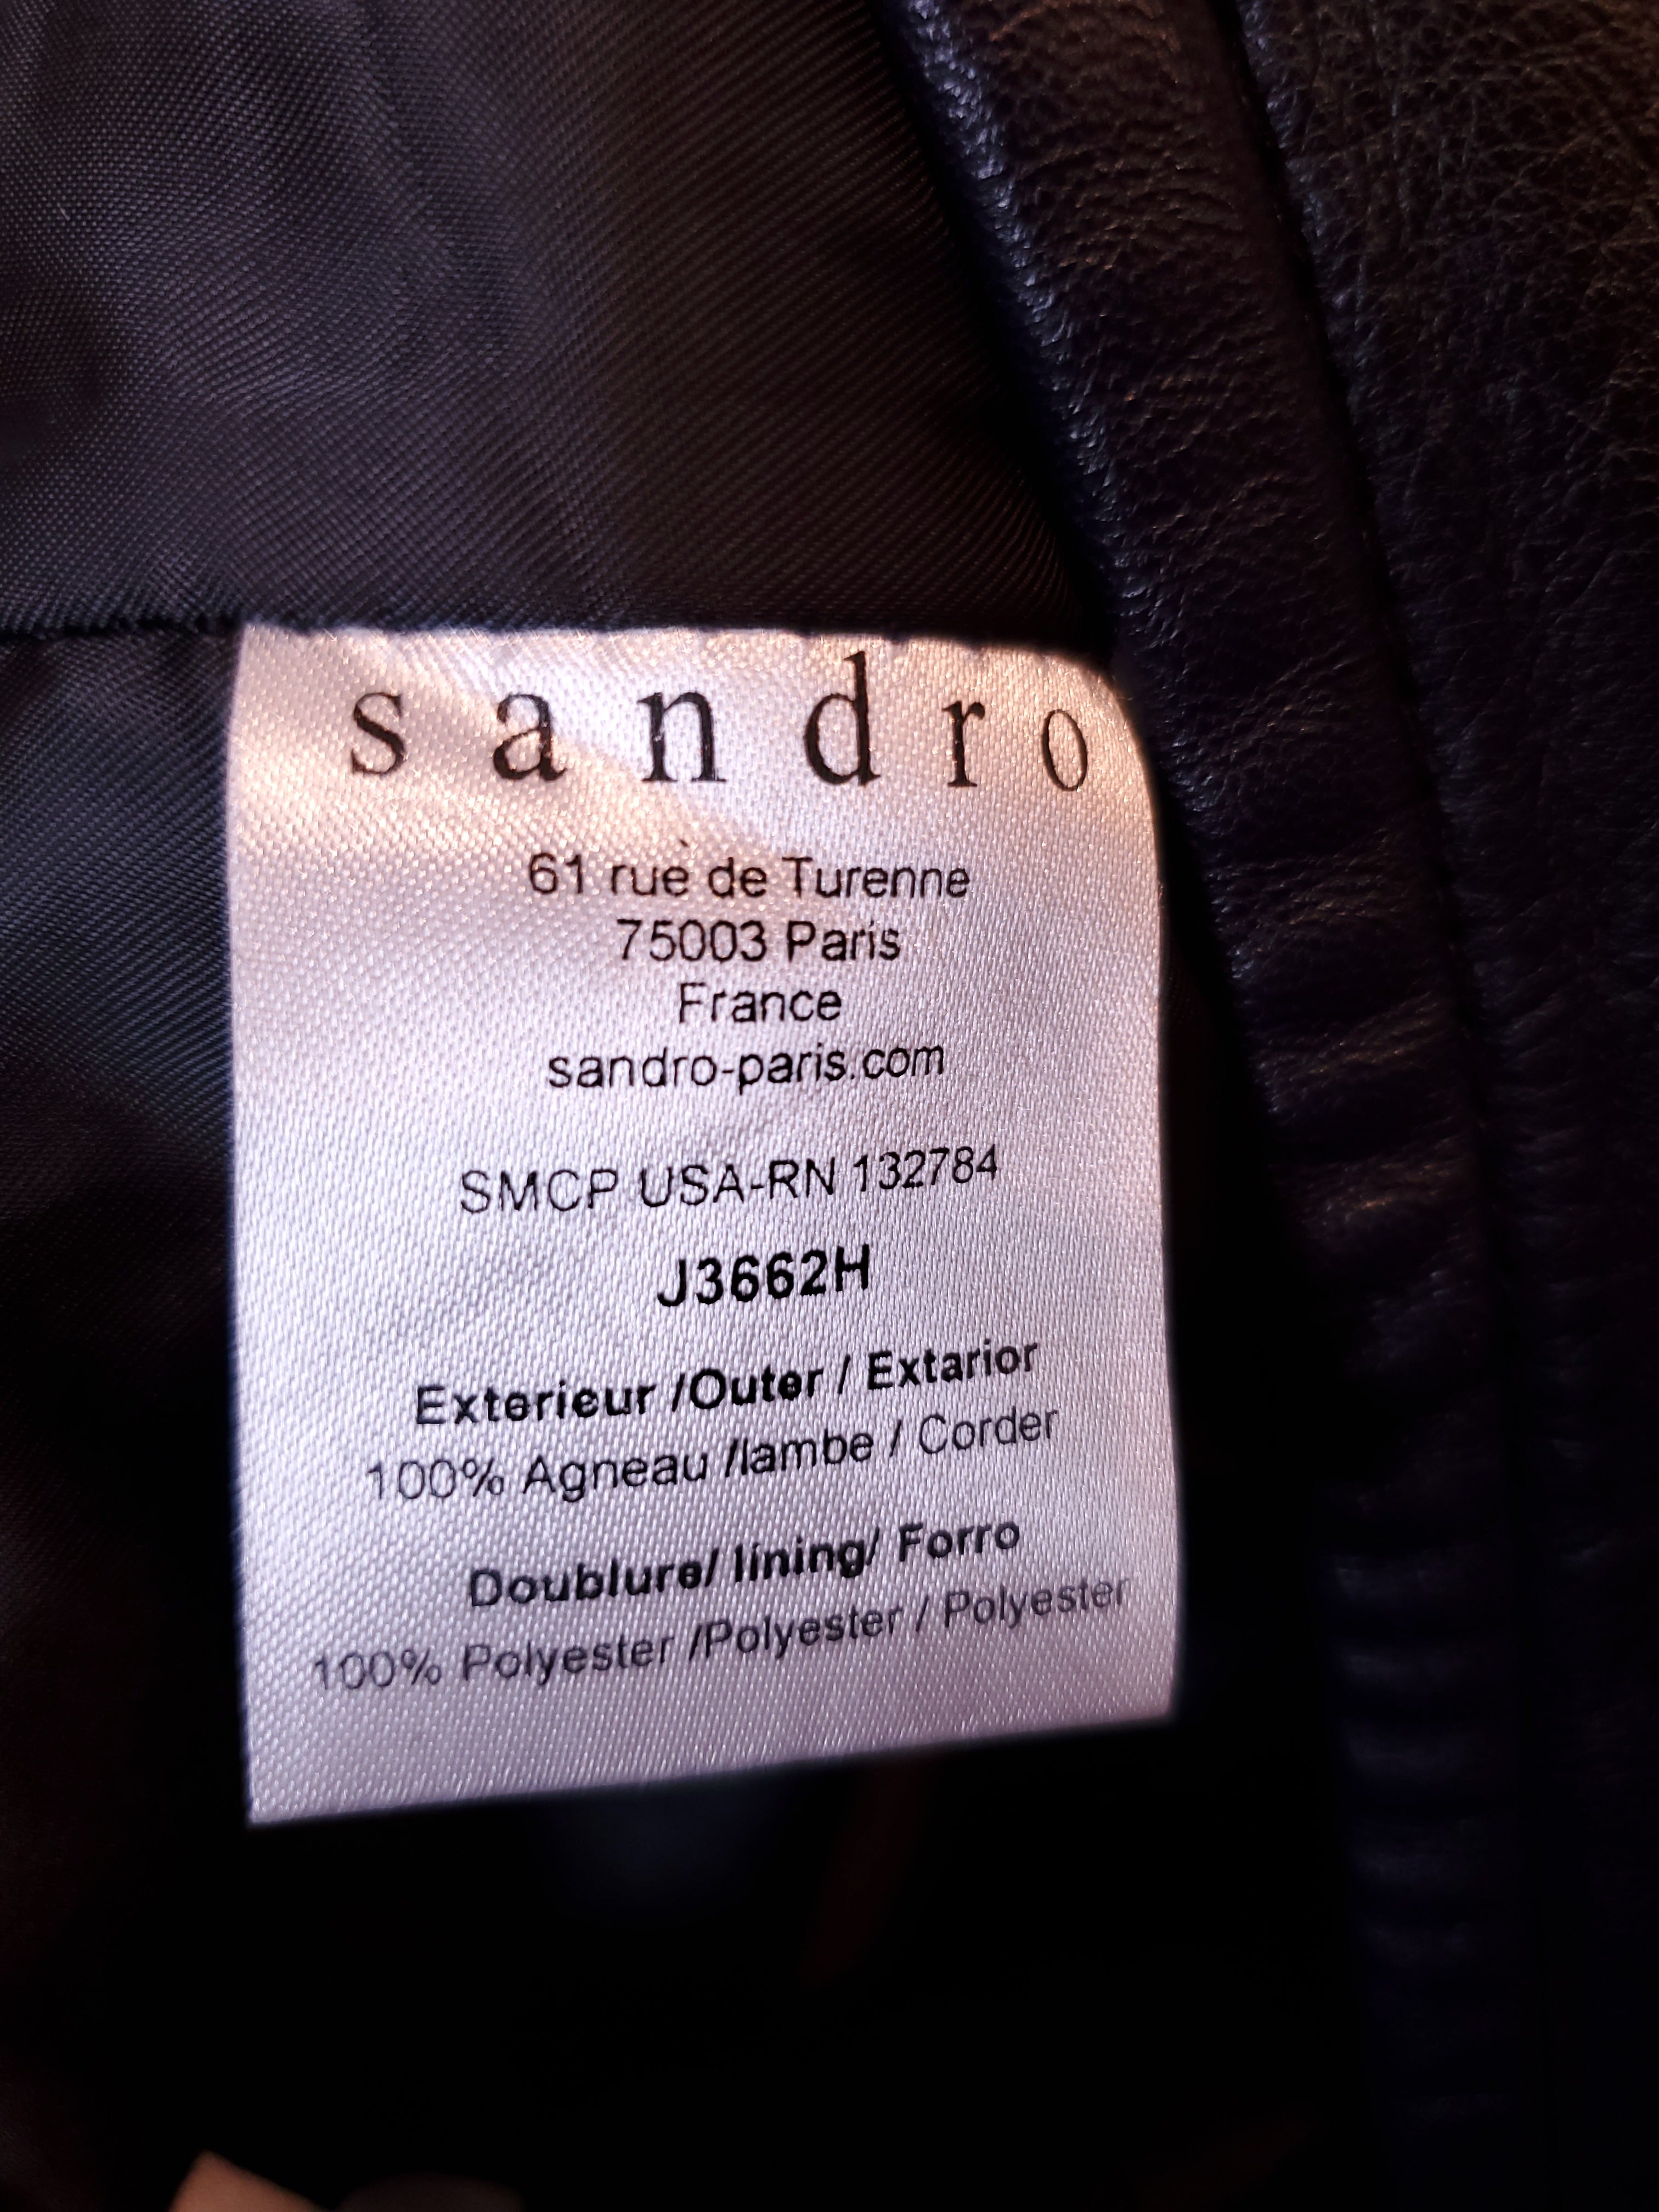 sandro
61 rue de Turenne
75003 Paris
France
sandro-paris.com
SMCP USA-RN 132784
J3662H
Exterieur /Outer / Extarior
100% Agneau /lambe / Corder
Doublure/ lining/ Forro
100% Polyester /Polyester / Polyester